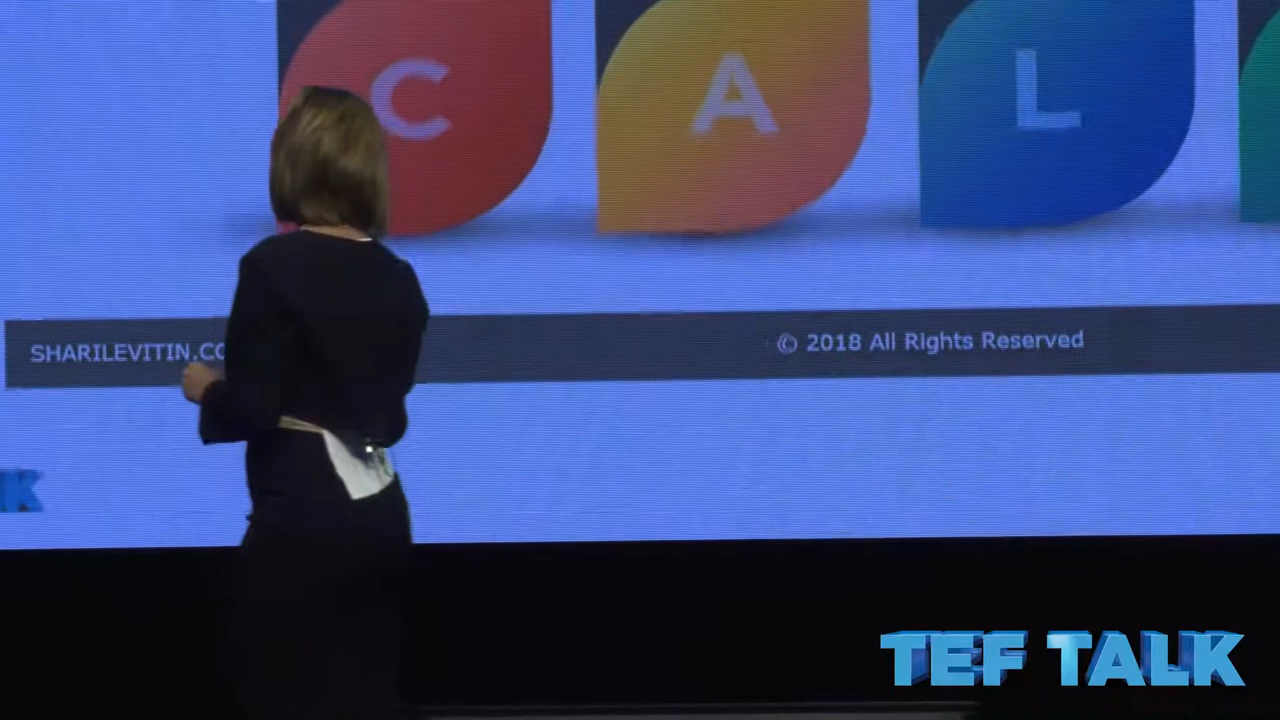 C A L
SHARILEVITIN.CO
© 2018 All Rights Reserved
K
TEF TALK